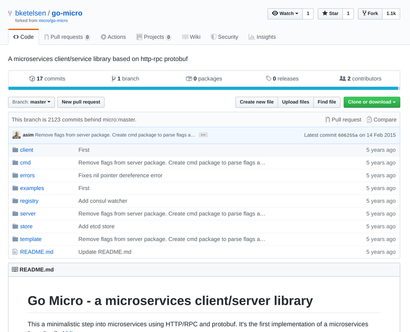 bketelsen / go-micro
forked from micro/go-micro
Watch 1 Star 1 Fork 1.1k
Code Pull requests 0 Actions Projects 0 Wiki Security Insights
A microservices client/service library based on http-rpc protobuf
17 commits 1 branch 0 packages 0 releases 2 contributors
Branch: master New pull request Create new file Upload files Find file Clone or download
This branch is 2123 commits behind micro:master. Pull request Compare
asim Remove flags from server package. Create cmd package to parse flags a… Latest commit on 14 Feb 2015
client First 5 years ago
cmd Remove flags from server package. Create cmd package to parse flags a… 5 years ago
errors Fixes nil pointer dereference error 5 years ago
examples First 5 years ago
registry Add consul watcher 5 years ago
server Remove flags from server package. Create cmd package to parse flags a… 5 years ago
store Add etcd store 5 years ago
template Remove flags from server package. Create cmd package to parse flags a… 5 years ago
README.md Update README.md 5 years ago
README.md
Go Micro - a microservices client/server library
This a minimalistic step into microservices using HTTP/RPC and protobuf. It's the first implementation of a microservices